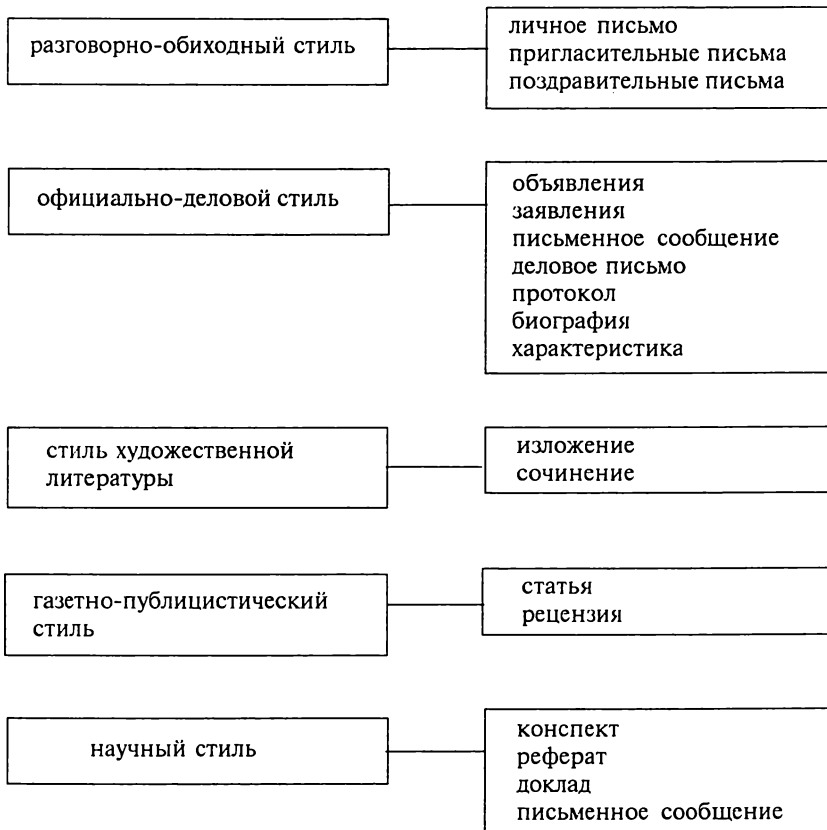 разговорно-обиходный стиль
личное письмо
пригласительные письма
поздравительные письма
официально-деловой стиль
объявления
заявления
письменное сообщение
деловое письмо
протокол
биография
характеристика
стиль художественной
литературы
изложение
сочинение
газетно-публицистический
стиль
статья
рецензия
научный стиль
конспект
реферат
доклад
письменное сообщение